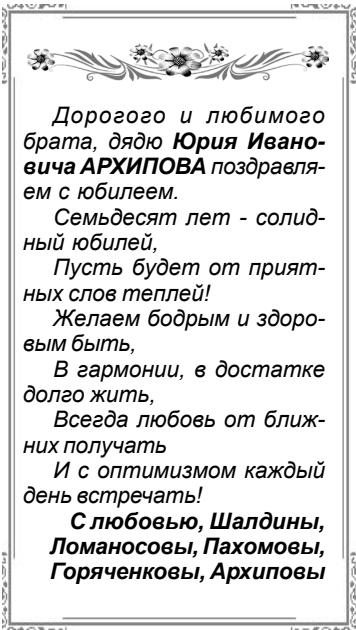 Дорогого и любимого
брата, дядю Юрия Ивано-
вича АРХИПОВА поздравля-
ем с юбилеем.
Семьдесят лет - солид-
ный юбилей,
Пусть будет от прият-
ных слов теплей!
Желаем бодрым и здоро-
вым быть,
В гармонии, в достатке
долго жить,
Всегда любовь от ближ-
них получать
И с оптимизмом каждый
день встречать!
С любовью, Шалдины,
Ломаносовы, Пахомовы,
Горяченковы, Архиповы